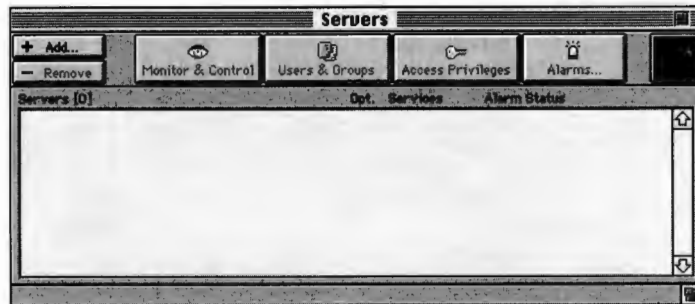 Servers
+ Add...
− Remove
Monitor & Control
Users & Groups
Access Privileges
Alarms...
Servers [0] Opt. Services Alarm Status